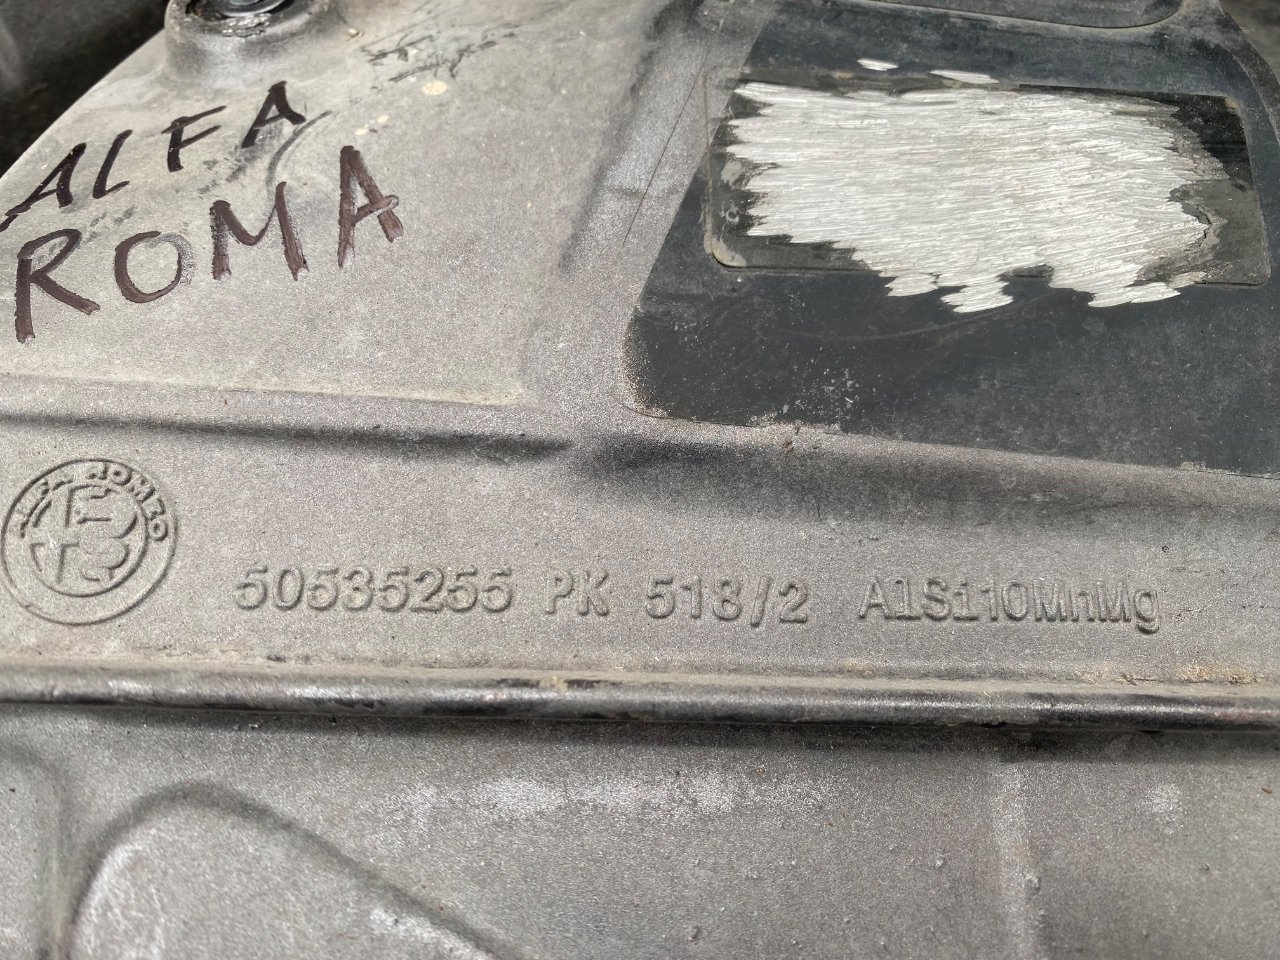 ALFA
ROMA
ALFA ROMEO
50535255 PK 518/2 AlSi10MnMg